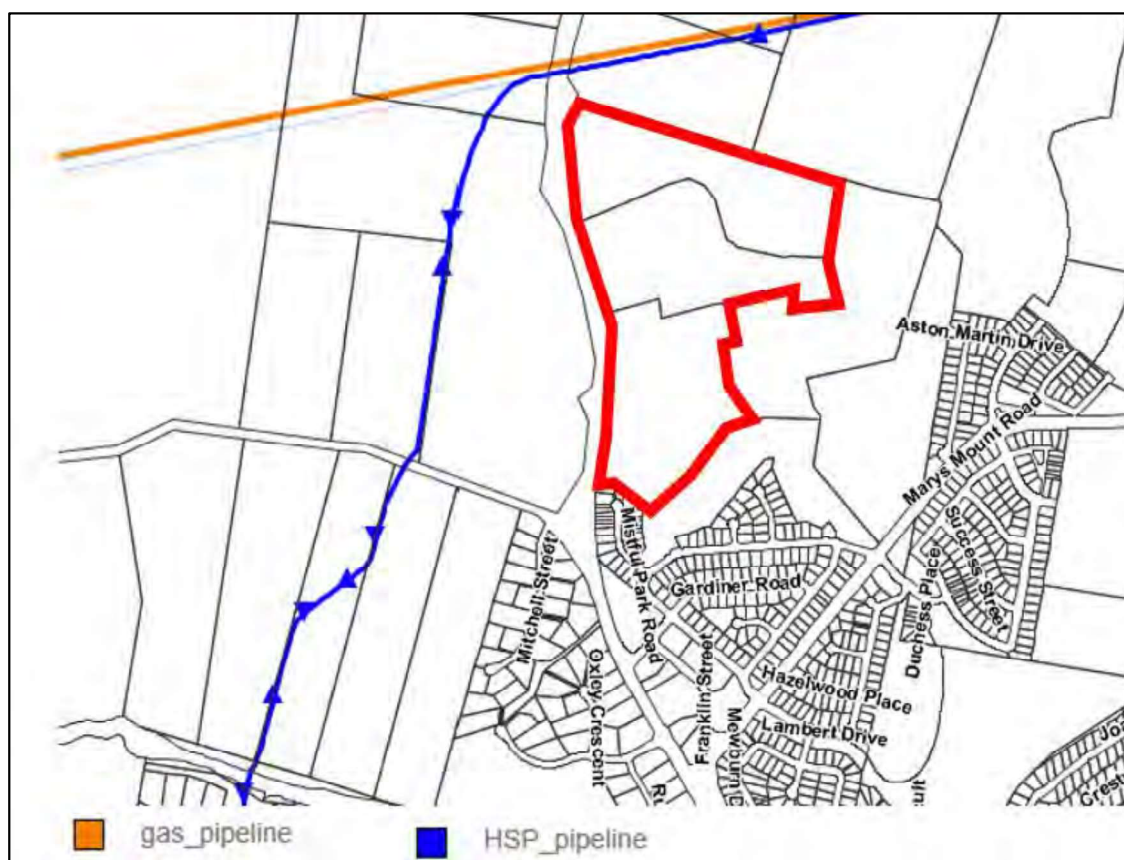 Aston Martin Drive
Marys Mount Road
Success Street
Duchess Place
Gardiner Road
Mistful Park Road
Mitchell Street
Oxley Crescent
Franklin Street
Hazelwood Place
Lambert Drive
gas_pipeline
HSP_pipeline